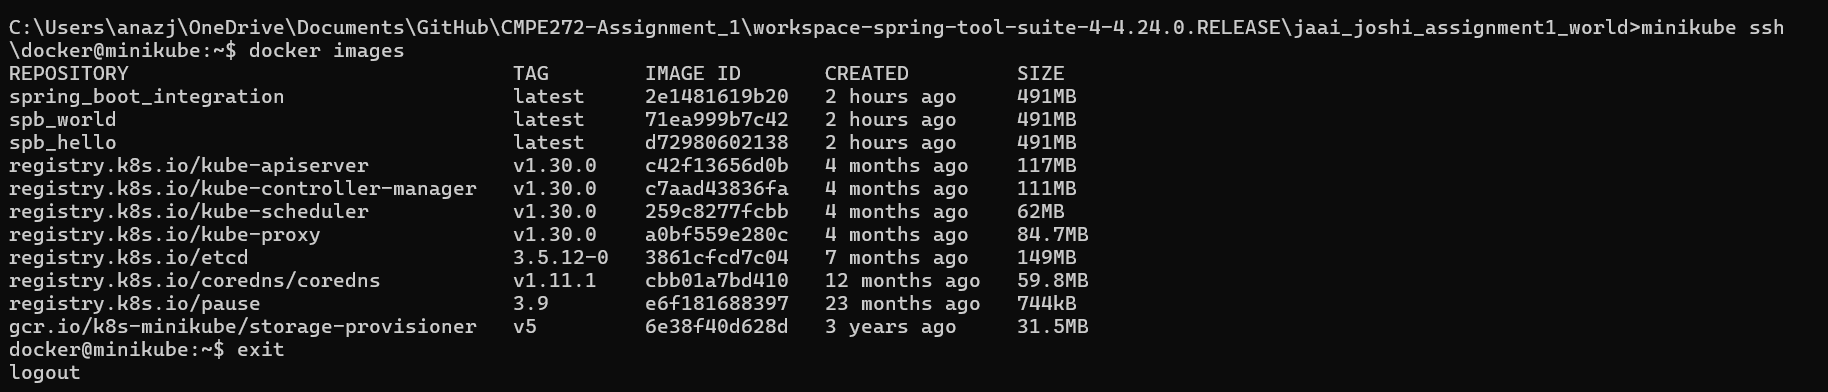 C:\Users\anazj\OneDrive\Documents\GitHub\CMPE272-Assignment_1\workspace-spring-tool-suite-4-4.24.0.RELEASE\jaai_joshi_assignment1_world>minikube ssh
\docker@minikube:~$ docker images
REPOSITORY                                TAG        IMAGE ID       CREATED         SIZE
spring_boot_integration                   latest     2e1481619b20   2 hours ago     491MB
spb_world                                 latest     71ea999b7c42   2 hours ago     491MB
spb_hello                                 latest     d72980602138   2 hours ago     491MB
registry.k8s.io/kube-apiserver            v1.30.0    c42f13656d0b   4 months ago    117MB
registry.k8s.io/kube-controller-manager   v1.30.0    c7aad43836fa   4 months ago    111MB
registry.k8s.io/kube-scheduler            v1.30.0    259c8277fcbb   4 months ago    62MB
registry.k8s.io/kube-proxy                v1.30.0    a0bf559e280c   4 months ago    84.7MB
registry.k8s.io/etcd                      3.5.12-0   3861cfcd7c04   7 months ago    149MB
registry.k8s.io/coredns/coredns           v1.11.1    cbb01a7bd410   12 months ago   59.8MB
registry.k8s.io/pause                     3.9        e6f181688397   23 months ago   744kB
gcr.io/k8s-minikube/storage-provisioner   v5         6e38f40d628d   3 years ago     31.5MB
docker@minikube:~$ exit
logout